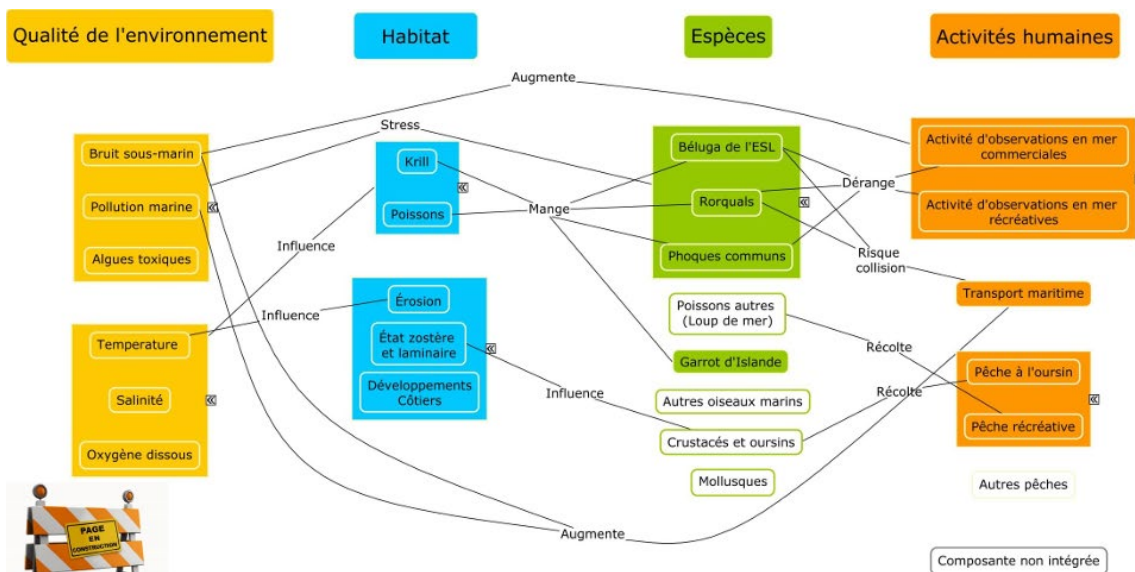 Qualité de l'environnement
Habitat
Espèces
Activités humaines
Augmente
Stress
Bruit sous-marin
Pollution marine
Algues toxiques
Krill
Poissons
Mange
Béluga de l'ESL
Rorquals
Phoques communs
Dérange
Activité d'observations en mer
commerciales
Activité d'observations en mer
récréatives
Influence
Risque
collision
Transport maritime
Influence
Temperature
Salinité
Oxygène dissous
Érosion
État zostère
et laminaire
Développements
Côtiers
Influence
Poissons autres
(Loup de mer)
Garrot d'Islande
Autres oiseaux marins
Crustacés et oursins
Mollusques
Récolte
Récolte
Pêche à l'oursin
Pêche récréative
Autres pêches
Augmente
PAGE
EN
CONSTRUCTION
Composante non intégrée